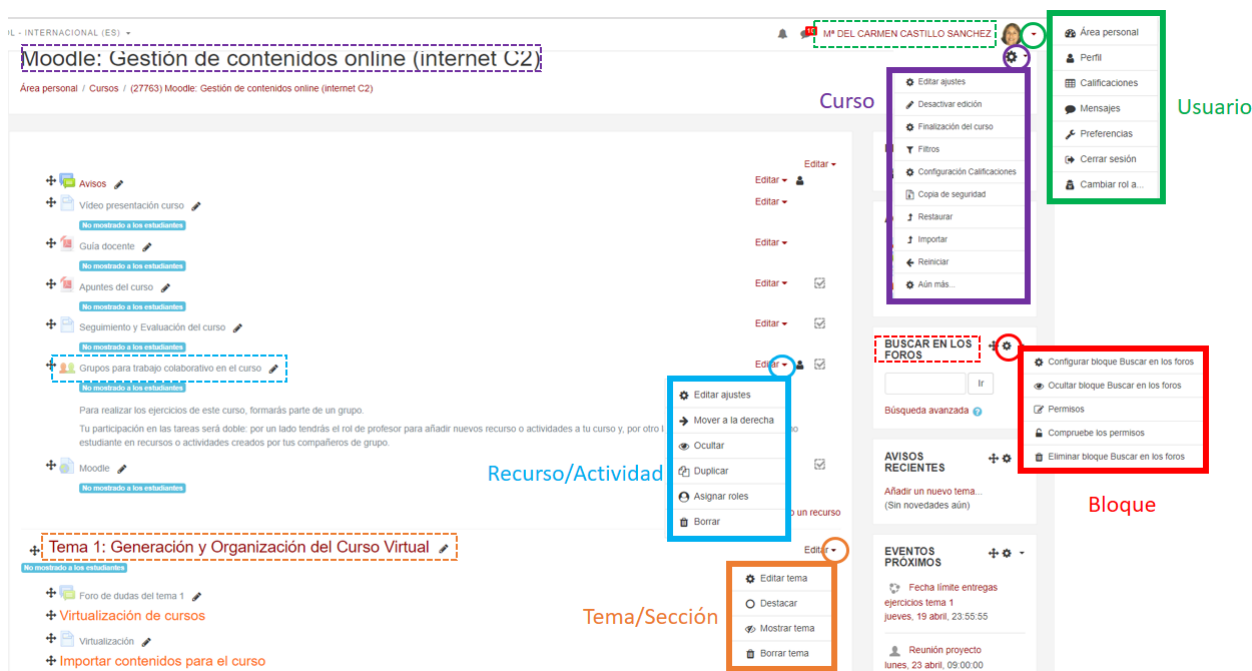 INTERNACIONAL (ES)
10
Mª DEL CARMEN CASTILLO SANCHEZ
Moodle: Gestión de contenidos online (internet C2)
Área personal / Cursos / (27763) Moodle: Gestión de contenidos online (internet C2)
Área personal
Perfil
Calificaciones
Mensajes
Preferencias
Cerrar sesión
Cambiar rol a...
Usuario
Curso
Editar ajustes
Desactivar edición
Finalización del curso
Filtros
Configuración Calificaciones
Copia de seguridad
Restaurar
Importar
Reiniciar
Aún más...
Editar
Avisos
Editar
Vídeo presentación curso
Editar
No mostrado a los estudiantes
Guía docente
Editar
No mostrado a los estudiantes
Apuntes del curso
Editar
No mostrado a los estudiantes
Seguimiento y Evaluación del curso
Editar
No mostrado a los estudiantes
Grupos para trabajo colaborativo en el curso
Editar
No mostrado a los estudiantes
Para realizar los ejercicios de este curso, formarás parte de un grupo.
Tu participación en las tareas será doble: por un lado tendrás el rol de profesor para añadir nuevos recurso o actividades a tu curso y, por otro l
estudiante en recursos o actividades creados por tus compañeros de grupo.
Moodle
No mostrado a los estudiantes
Recurso/Actividad
Editar ajustes
Mover a la derecha
Ocultar
Duplicar
Asignar roles
Borrar
un recurso
Tema 1: Generación y Organización del Curso Virtual
Editar
No mostrado a los estudiantes
Foro de dudas del tema 1
Virtualización de cursos
Virtualización
Importar contenidos para el curso
Tema/Sección
Editar tema
Destacar
Mostrar tema
Borrar tema
BUSCAR EN LOS
FOROS
Ir
Búsqueda avanzada
Configurar bloque Buscar en los foros
Ocultar bloque Buscar en los foros
Permisos
Compruebe los permisos
Eliminar bloque Buscar en los foros
Bloque
AVISOS
RECIENTES
Añadir un nuevo tema...
(Sin novedades aún)
EVENTOS
PRÓXIMOS
Fecha límite entregas
ejercicios tema 1
jueves, 19 abril, 23:55:55
Reunión proyecto
lunes, 23 abril, 09:00:00